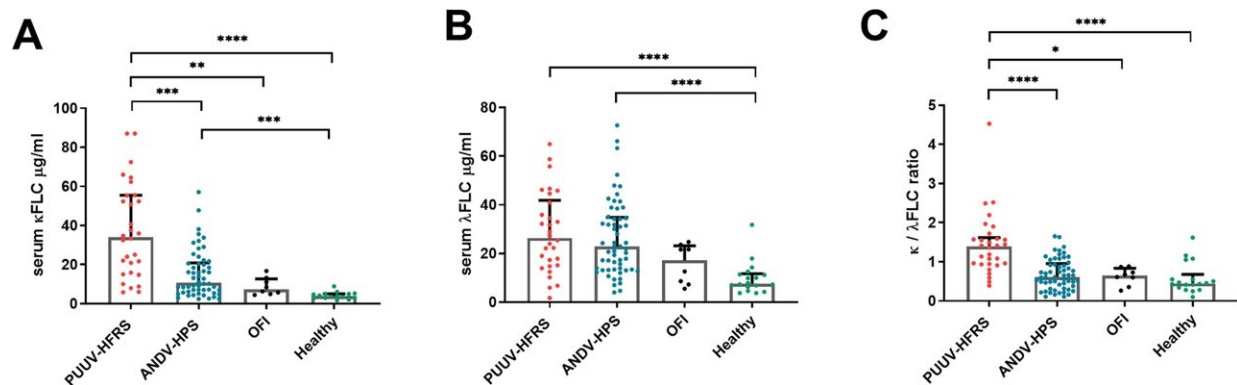 A
****
**
***
***
serum κFLC μg/ml
100
80
60
40
20
0
PUUV-HFRS
ANDV-HPS
OFI
Healthy
B
****
****
serum λFLC μg/ml
80
60
40
20
0
PUUV-HFRS
ANDV-HPS
OFI
Healthy
C
****
*
****
κ / λFLC ratio
5
4
3
2
1
0
PUUV-HFRS
ANDV-HPS
OFI
Healthy